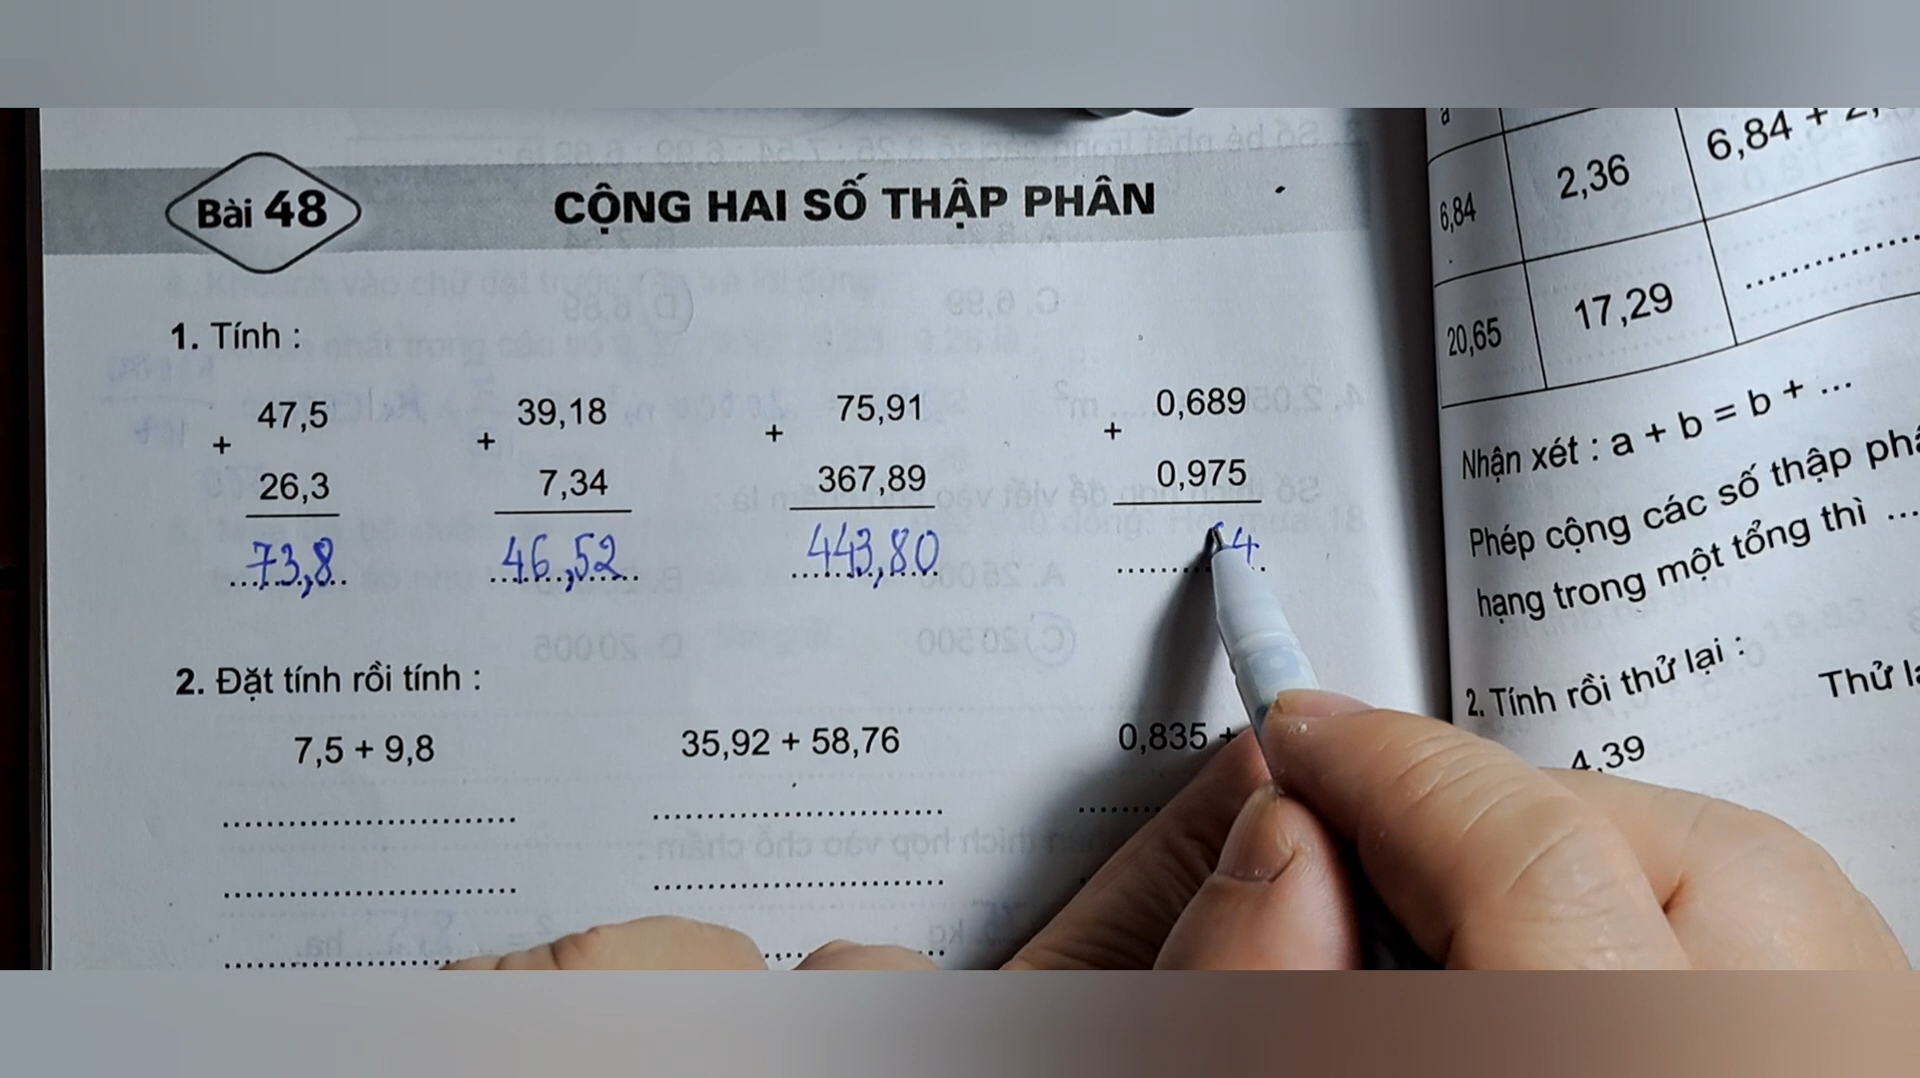 Bài 48
CỘNG HAI SỐ THẬP PHÂN
1. Tính :
47,5
+
26,3
73,8
39,18
+
7,34
46,52
75,91
+
367,89
443,80
0,689
+
0,975
4
2. Đặt tính rồi tính :
7,5 + 9,8
35,92 + 58,76
0,835 +
a
6,84 + 2,
6,84
2,36
20,65
17,29
Nhận xét : a + b = b + ...
Phép cộng các số thập
hạng trong một tổng thì ...
2. Tính rồi thử lại :
Thử
4,39